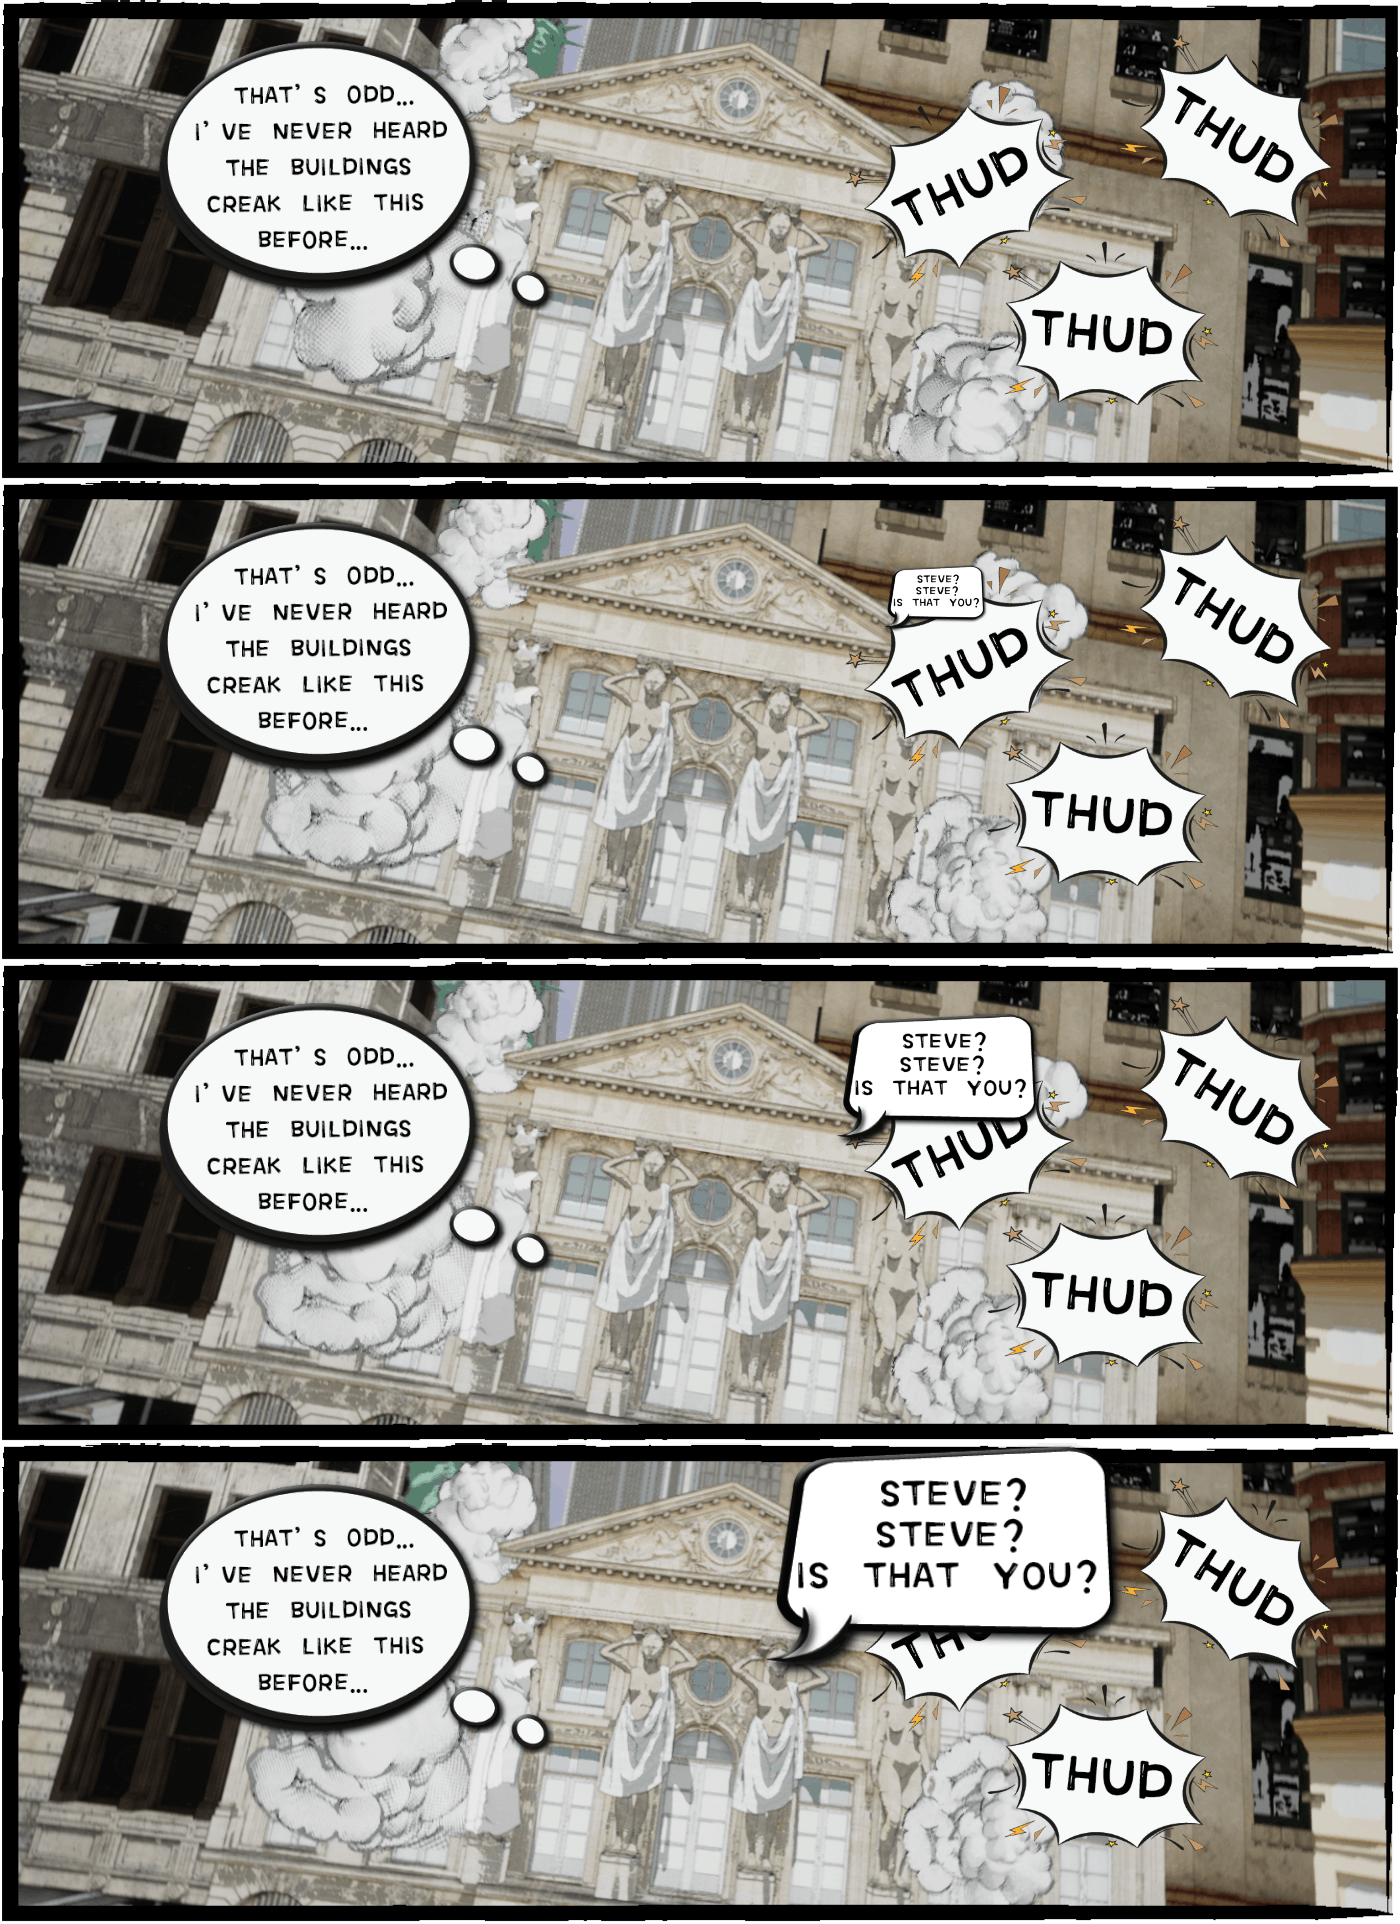 THAT'S ODD...
I'VE NEVER HEARD
THE BUILDINGS
CREAK LIKE THIS
BEFORE...
THUD
THUD
THUD
THAT'S ODD...
I'VE NEVER HEARD
THE BUILDINGS
CREAK LIKE THIS
BEFORE...
STEVE?
STEVE?
IS THAT YOU?
THUD
THUD
THUD
THAT'S ODD...
I'VE NEVER HEARD
THE BUILDINGS
CREAK LIKE THIS
BEFORE...
STEVE?
STEVE?
IS THAT YOU?
THUD
THUD
THUD
THAT'S ODD...
I'VE NEVER HEARD
THE BUILDINGS
CREAK LIKE THIS
BEFORE...
STEVE?
STEVE?
IS THAT YOU?
THUD
THUD
THUD